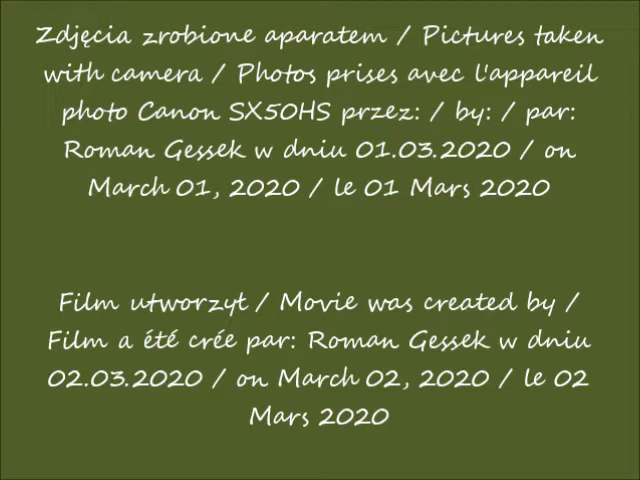 Zdjęcia zrobione aparatem / Pictures taken
with camera / Photos prises avec l'appareil
photo Canon SX50HS przez: / by: / par:
Roman Gessek w dniu 01.03.2020 / on
March 01, 2020 / le 01 Mars 2020
Film utworzył / Movie was created by /
Film a été crée par: Roman Gessek w dniu
02.03.2020 / on March 02, 2020 / le 02
Mars 2020